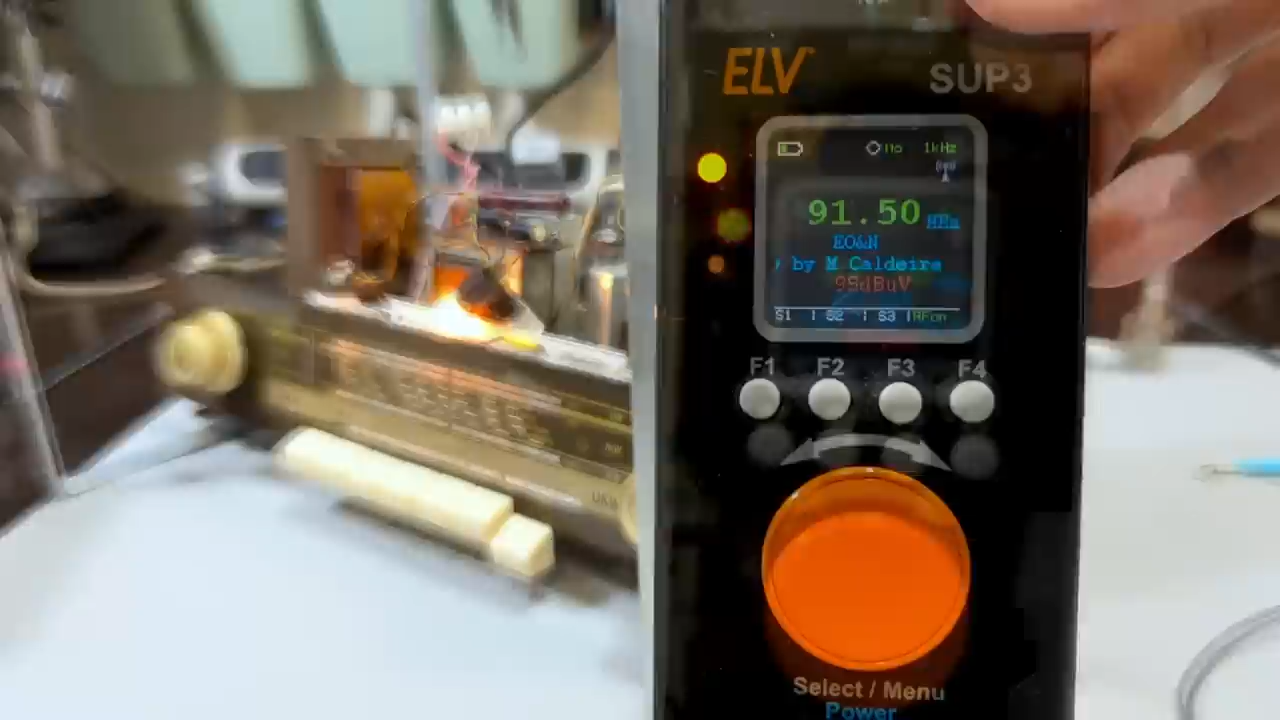 ELV SUP3
Mo 1kHz
91.50 MHz
EO&N
by M Caldeira
99dBuV
S1 | S2 | S3 | RFon
F1 F2 F3 F4
Select / Menu
Power